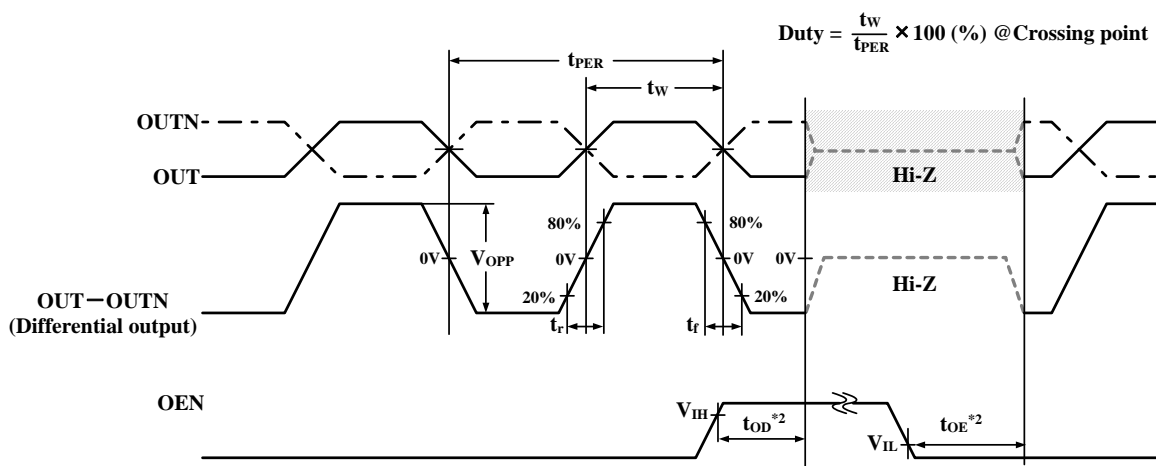 Duty = tW / tPER × 100 (%) @Crossing point
tPER
tW
OUTN
OUT
Hi-Z
80%
80%
VOPP
0V
0V
0V
0V
Hi-Z
OUT−OUTN
(Differential output)
20%
20%
tr
tf
OEN
VIH
tOD*2
VIL
tOE*2